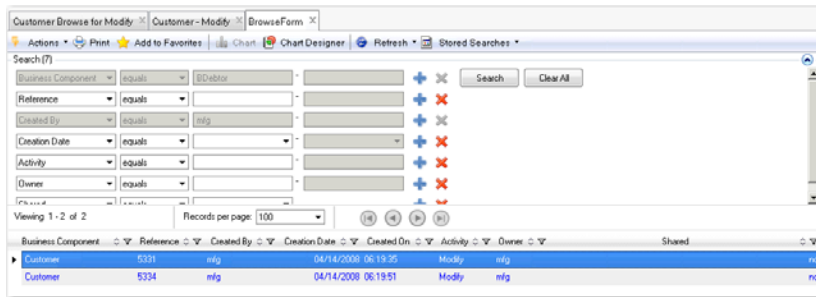 Customer Browse for Modify Customer - Modify BrowseForm
Actions Print Add to Favorites Chart Chart Designer Refresh Stored Searches
Search (7)
Business Component equals BDebtor - Search Clear All
Reference equals -
Created By equals mfg -
Creation Date equals -
Activity equals -
Owner equals -
Shared equals
Viewing 1 - 2 of 2 Records per page: 100
Business Component Reference Created By Creation Date Created On Activity Owner Shared
Customer 5331 mfg 04/14/2008 06:19:35 Modify mfg no
Customer 5334 mfg 04/14/2008 06:19:51 Modify mfg no